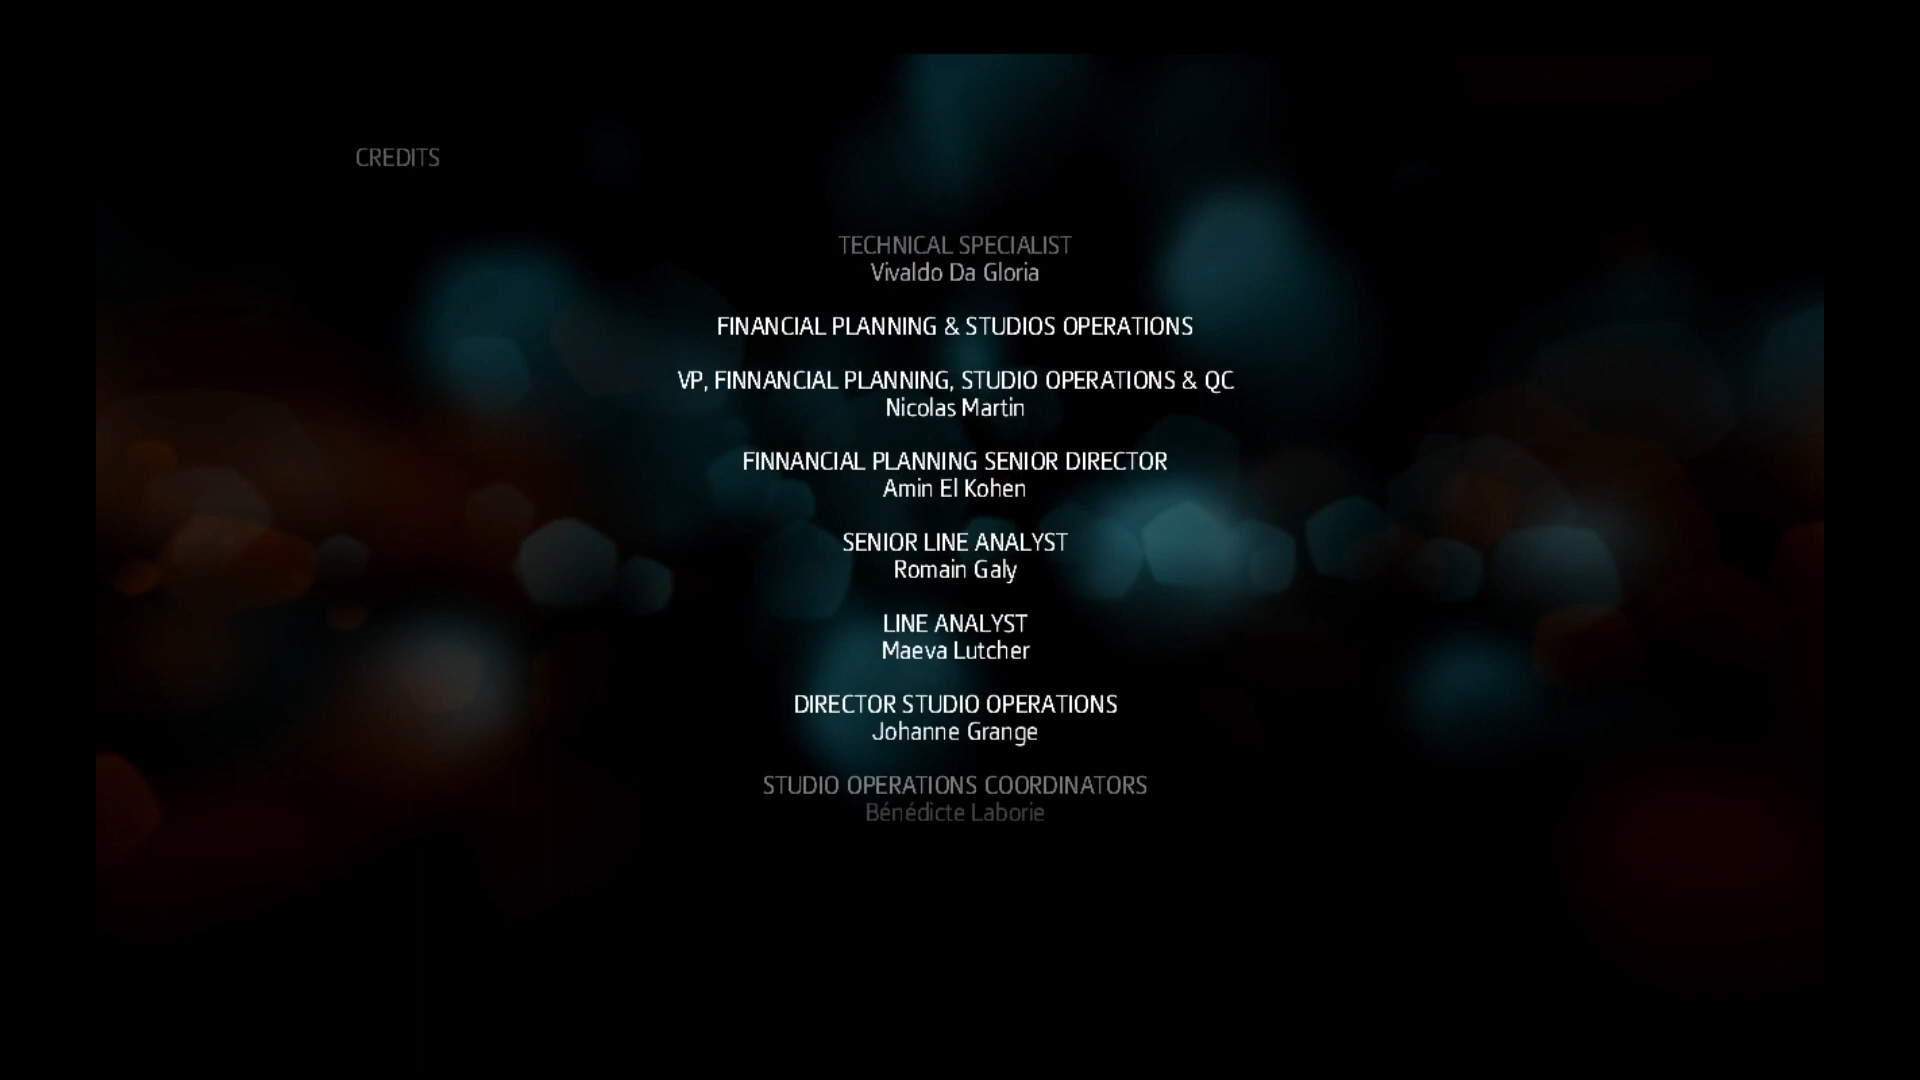 CREDITS
TECHNICAL SPECIALIST
Vivaldo Da Gloria
FINANCIAL PLANNING & STUDIOS OPERATIONS
VP, FINNANCIAL PLANNING, STUDIO OPERATIONS & QC
Nicolas Martin
FINNANCIAL PLANNING SENIOR DIRECTOR
Amin El Kohen
SENIOR LINE ANALYST
Romain Galy
LINE ANALYST
Maeva Lutcher
DIRECTOR STUDIO OPERATIONS
Johanne Grange
STUDIO OPERATIONS COORDINATORS
Bénédicte Laborie